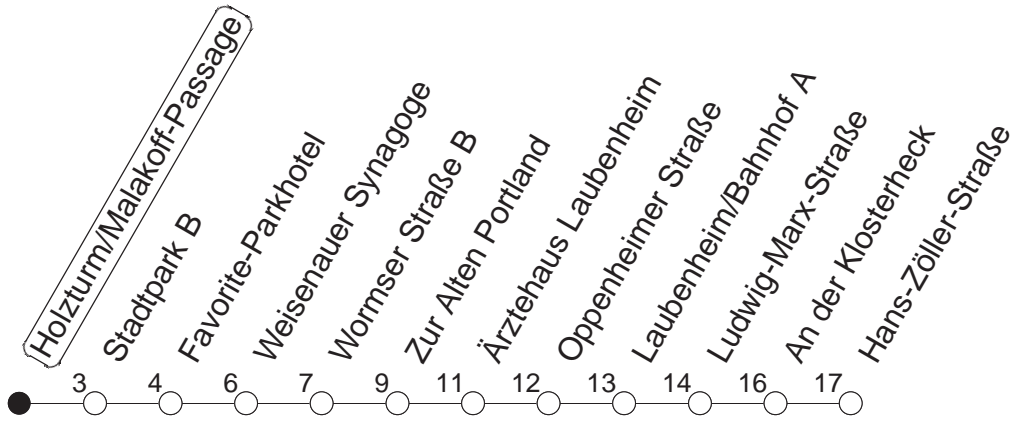 Holzturm/Malakoff-Passage
Stadtpark B
Favorite-Parkhotel
Weisenauer Synagoge
Wormser Straße B
Zur Alten Portland
Ärztehaus Laubenheim
Oppenheimer Straße
Laubenheim/Bahnhof A
Ludwig-Marx-Straße
An der Klosterheck
Hans-Zöller-Straße
3 4 6 7 9 11 12 13 14 16 17